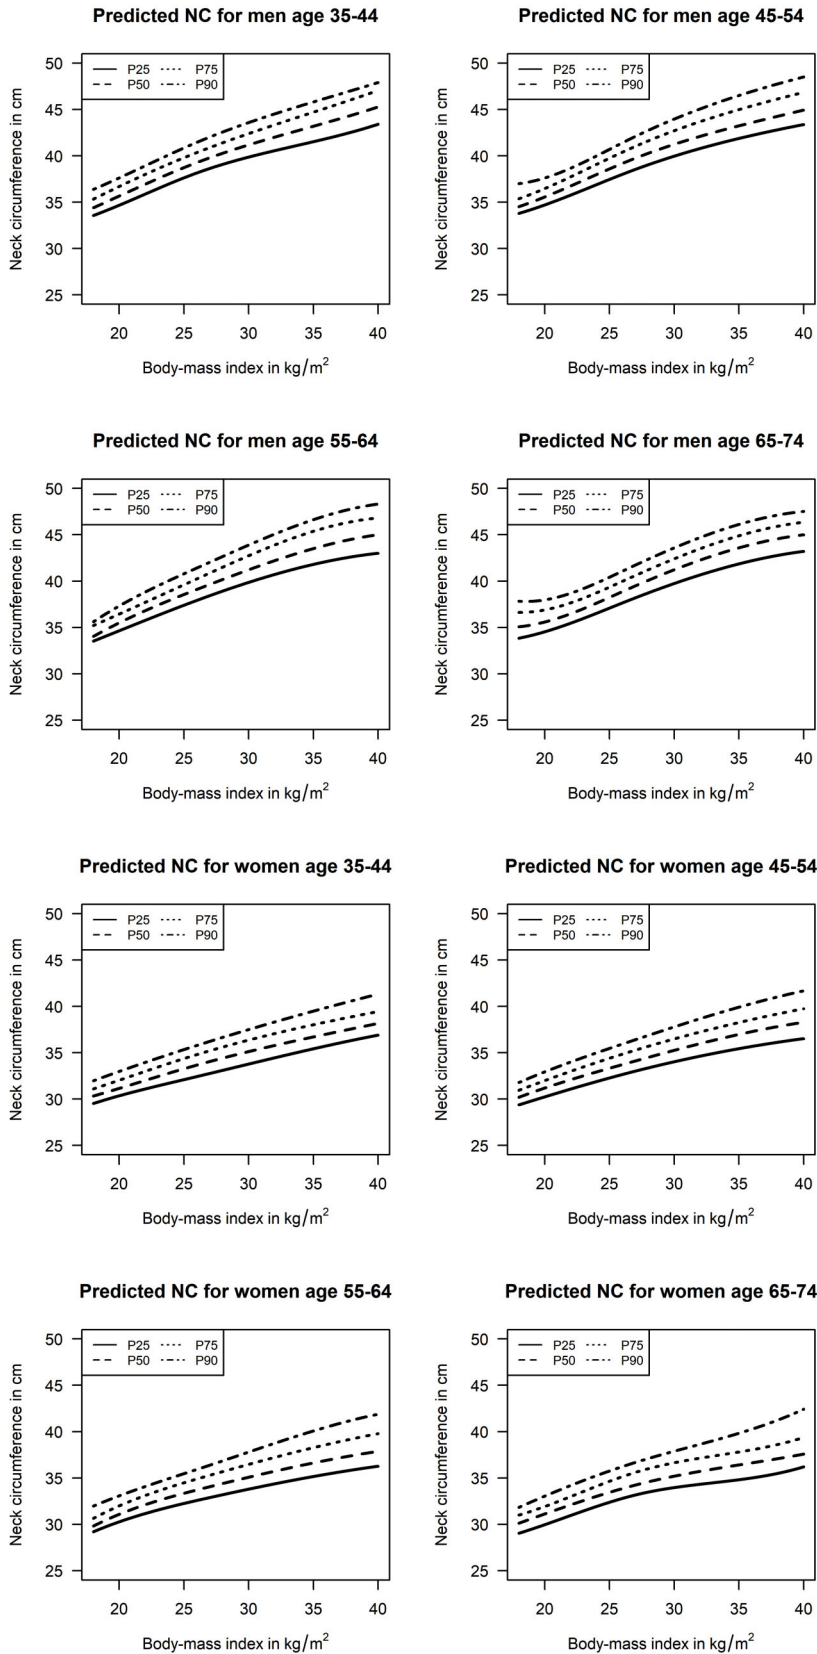 Predicted NC for men age 35-44
P25 P75
P50 P90
50
45
40
35
30
25
Neck circumference in cm
20 25 30 35 40
Body-mass index in kg/m²
Predicted NC for men age 45-54
P25 P75
P50 P90
50
45
40
35
30
25
Neck circumference in cm
20 25 30 35 40
Body-mass index in kg/m²
Predicted NC for men age 55-64
P25 P75
P50 P90
50
45
40
35
30
25
Neck circumference in cm
20 25 30 35 40
Body-mass index in kg/m²
Predicted NC for men age 65-74
P25 P75
P50 P90
50
45
40
35
30
25
Neck circumference in cm
20 25 30 35 40
Body-mass index in kg/m²
Predicted NC for women age 35-44
P25 P75
P50 P90
50
45
40
35
30
25
Neck circumference in cm
20 25 30 35 40
Body-mass index in kg/m²
Predicted NC for women age 45-54
P25 P75
P50 P90
50
45
40
35
30
25
Neck circumference in cm
20 25 30 35 40
Body-mass index in kg/m²
Predicted NC for women age 55-64
P25 P75
P50 P90
50
45
40
35
30
25
Neck circumference in cm
20 25 30 35 40
Body-mass index in kg/m²
Predicted NC for women age 65-74
P25 P75
P50 P90
50
45
40
35
30
25
Neck circumference in cm
20 25 30 35 40
Body-mass index in kg/m²